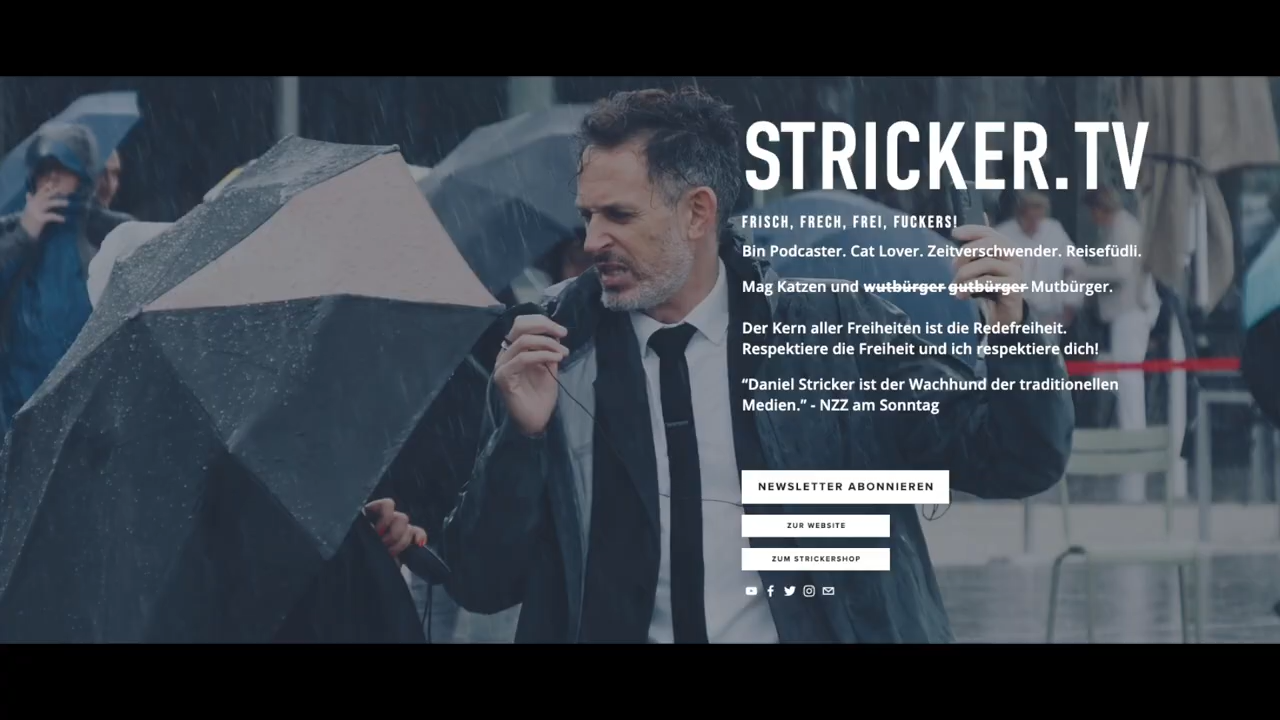 STRICKER.TV
FRISCH, FRECH, FREI, FUCKERS!
Bin Podcaster. Cat Lover. Zeitverschwender. Reisefüdli.
Mag Katzen und wutbürger gutbürger Mutbürger.
Der Kern aller Freiheiten ist die Redefreiheit.
Respektiere die Freiheit und ich respektiere dich!
“Daniel Stricker ist der Wachhund der traditionellen
Medien.” - NZZ am Sonntag
NEWSLETTER ABONNIEREN
ZUR WEBSITE
ZUM STRICKERSHOP